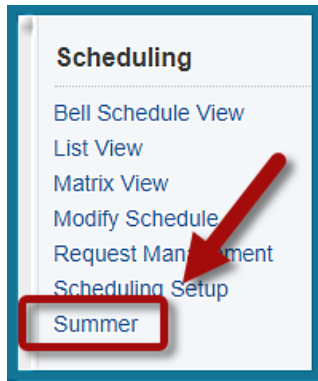 Scheduling
Bell Schedule View
List View
Matrix View
Modify Schedule
Request Management
Scheduling Setup
Summer